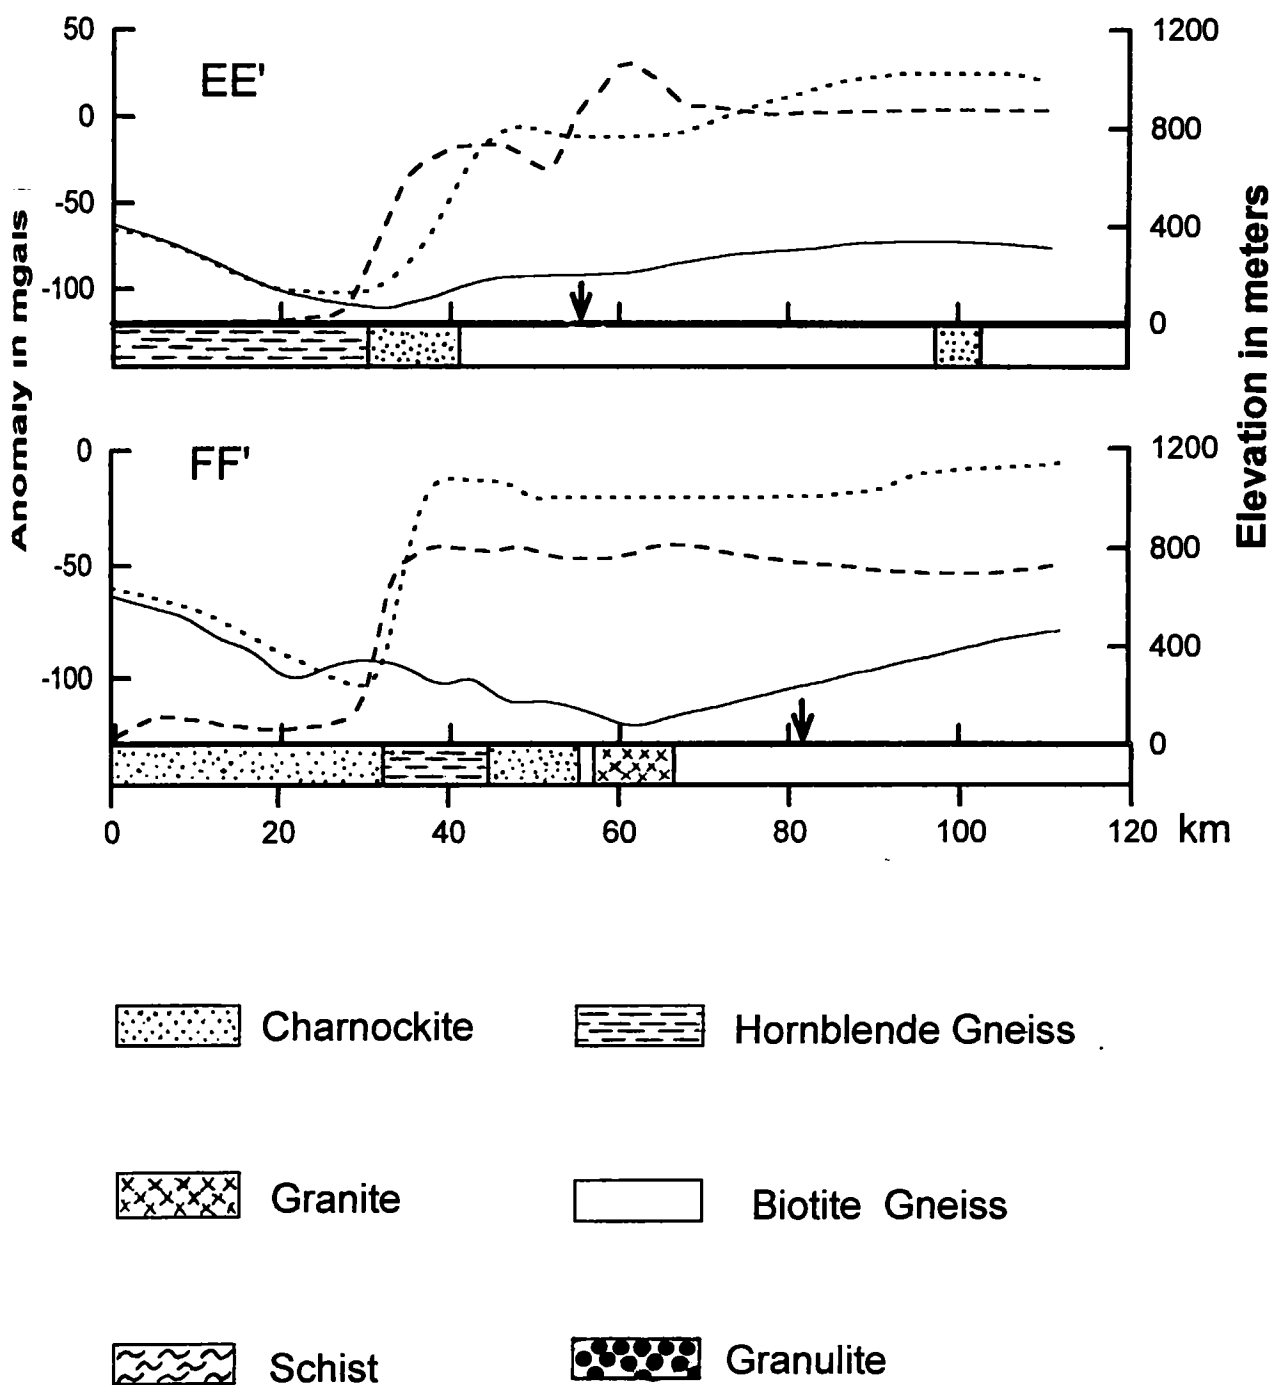 50
1200
EE'
0
800
-50
400
-100
0
Anomaly in mgals
Elevation in meters
0
1200
FF'
-50
800
400
-100
0
0 20 40 60 80 100 120 km
Charnockite
Hornblende Gneiss
Granite
Biotite Gneiss
Schist
Granulite